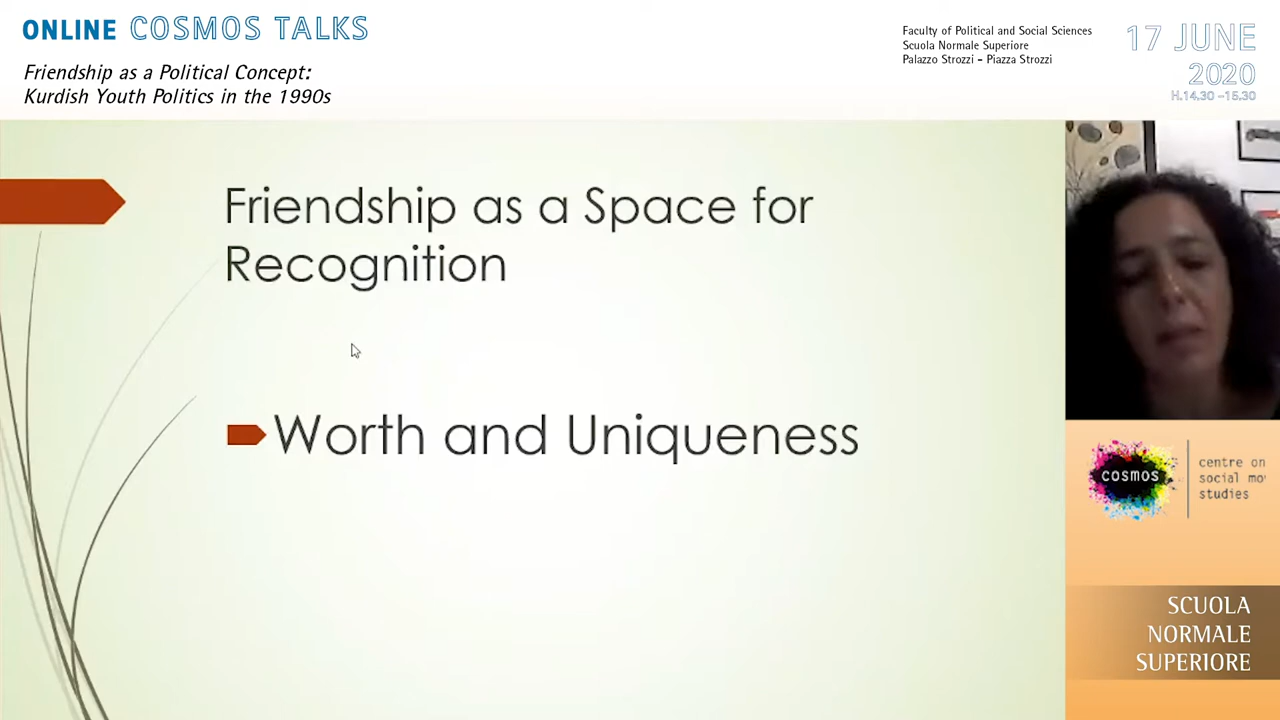 ONLINE COSMOS TALKS
Friendship as a Political Concept:
Kurdish Youth Politics in the 1990s
Faculty of Political and Social Sciences
Scuola Normale Superiore
Palazzo Strozzi - Piazza Strozzi
17 JUNE
2020
H.14.30 -15.30
Friendship as a Space for
Recognition
Worth and Uniqueness
cosmos
centre on
social mo
studies
SCUOLA
NORMALE
SUPERIORE